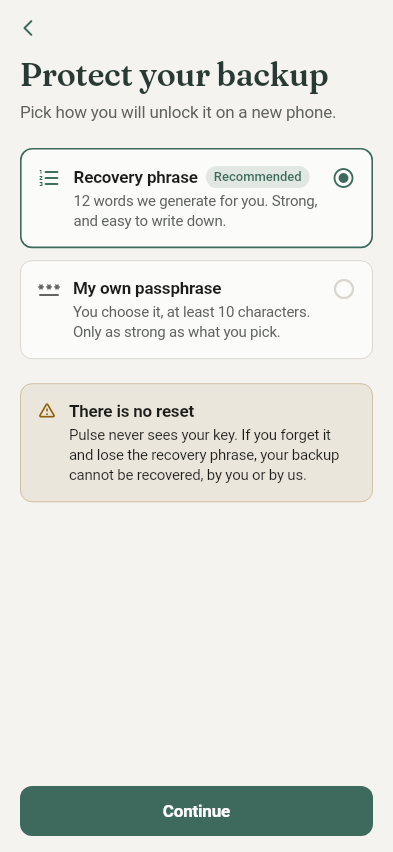 Protect your backup
Pick how you will unlock it on a new phone.
Recovery phrase Recommended
12 words we generate for you. Strong,
and easy to write down.
My own passphrase
You choose it, at least 10 characters.
Only as strong as what you pick.
There is no reset
Pulse never sees your key. If you forget it
and lose the recovery phrase, your backup
cannot be recovered, by you or by us.
Continue